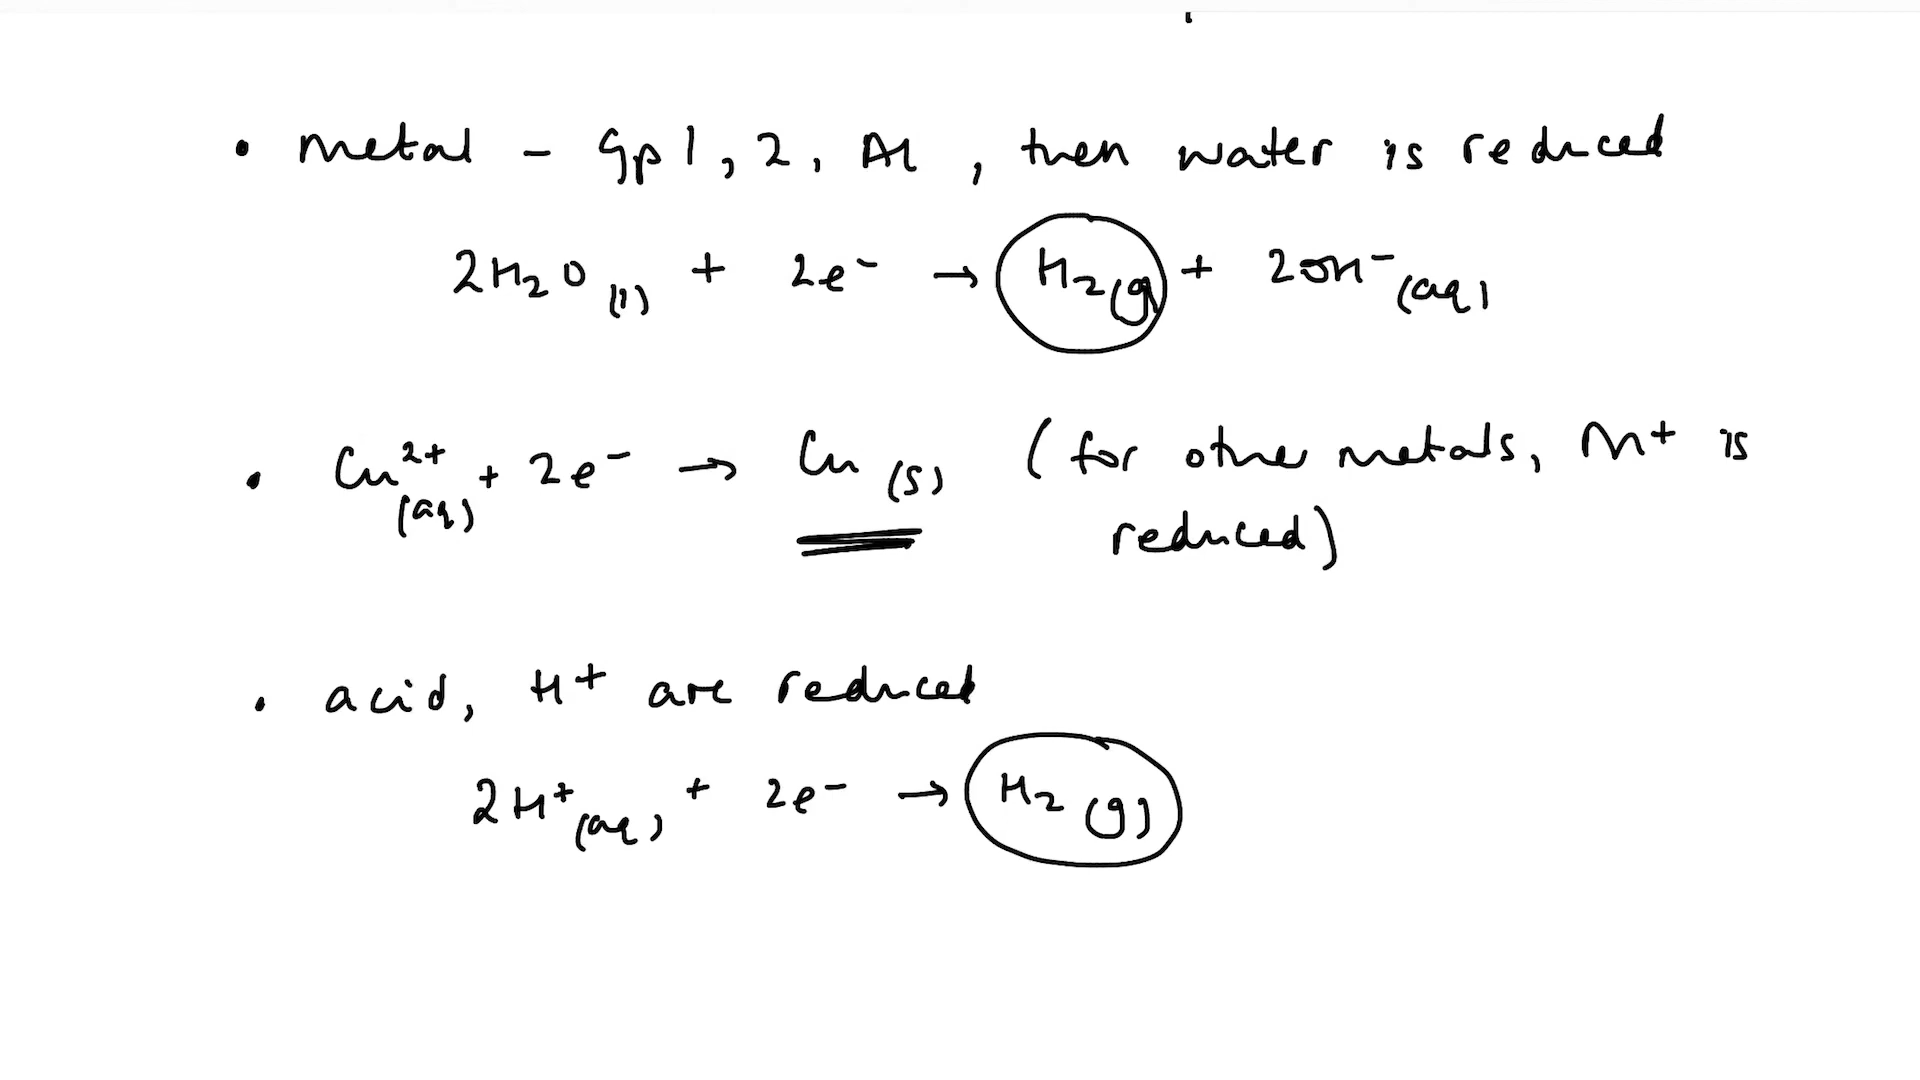 • metal - Gp 1, 2, Al, then water is reduced
2H₂O (l) + 2e⁻ → H₂(g) + 2OH⁻(aq)
• Cu²⁺(aq) + 2e⁻ → Cu (s) (for other metals, M⁺ is
reduced)
• acid, H⁺ are reduced
2H⁺(aq) + 2e⁻ → H₂ (g)